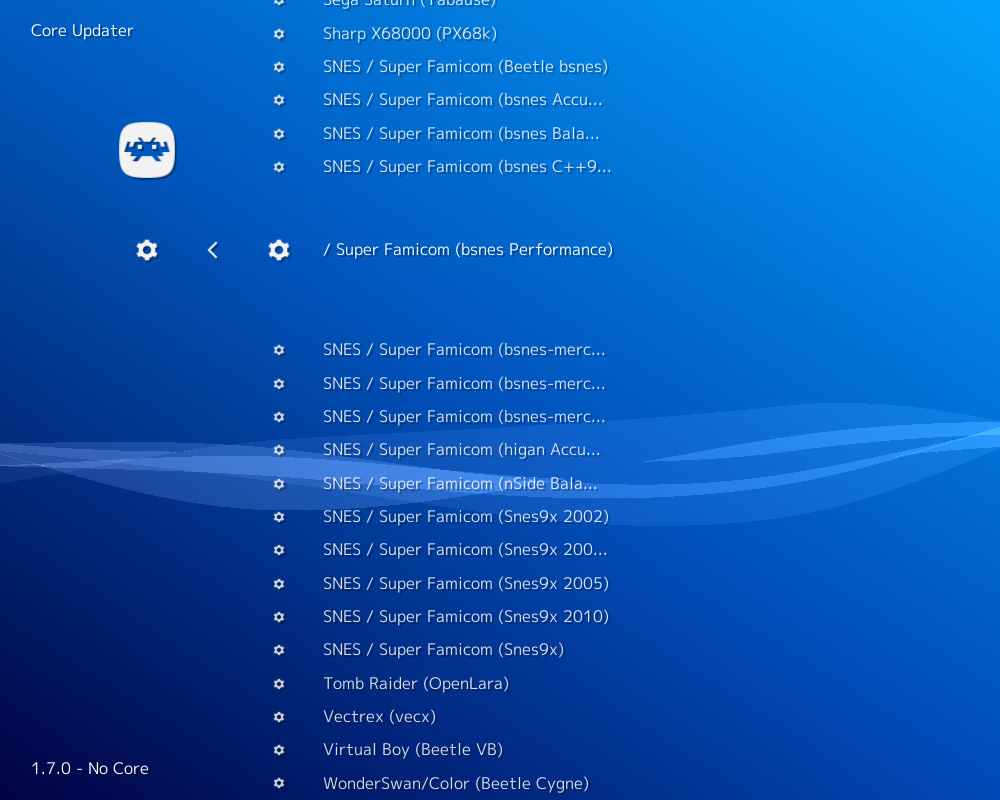 Sega Saturn (Yabause)
Core Updater
Sharp X68000 (PX68k)
SNES / Super Famicom (Beetle bsnes)
SNES / Super Famicom (bsnes Accu...
SNES / Super Famicom (bsnes Bala...
SNES / Super Famicom (bsnes C++9...
/ Super Famicom (bsnes Performance)
SNES / Super Famicom (bsnes-merc...
SNES / Super Famicom (bsnes-merc...
SNES / Super Famicom (bsnes-merc...
SNES / Super Famicom (higan Accu...
SNES / Super Famicom (nSide Bala...
SNES / Super Famicom (Snes9x 2002)
SNES / Super Famicom (Snes9x 200...
SNES / Super Famicom (Snes9x 2005)
SNES / Super Famicom (Snes9x 2010)
SNES / Super Famicom (Snes9x)
Tomb Raider (OpenLara)
Vectrex (vecx)
Virtual Boy (Beetle VB)
1.7.0 - No Core
WonderSwan/Color (Beetle Cygne)